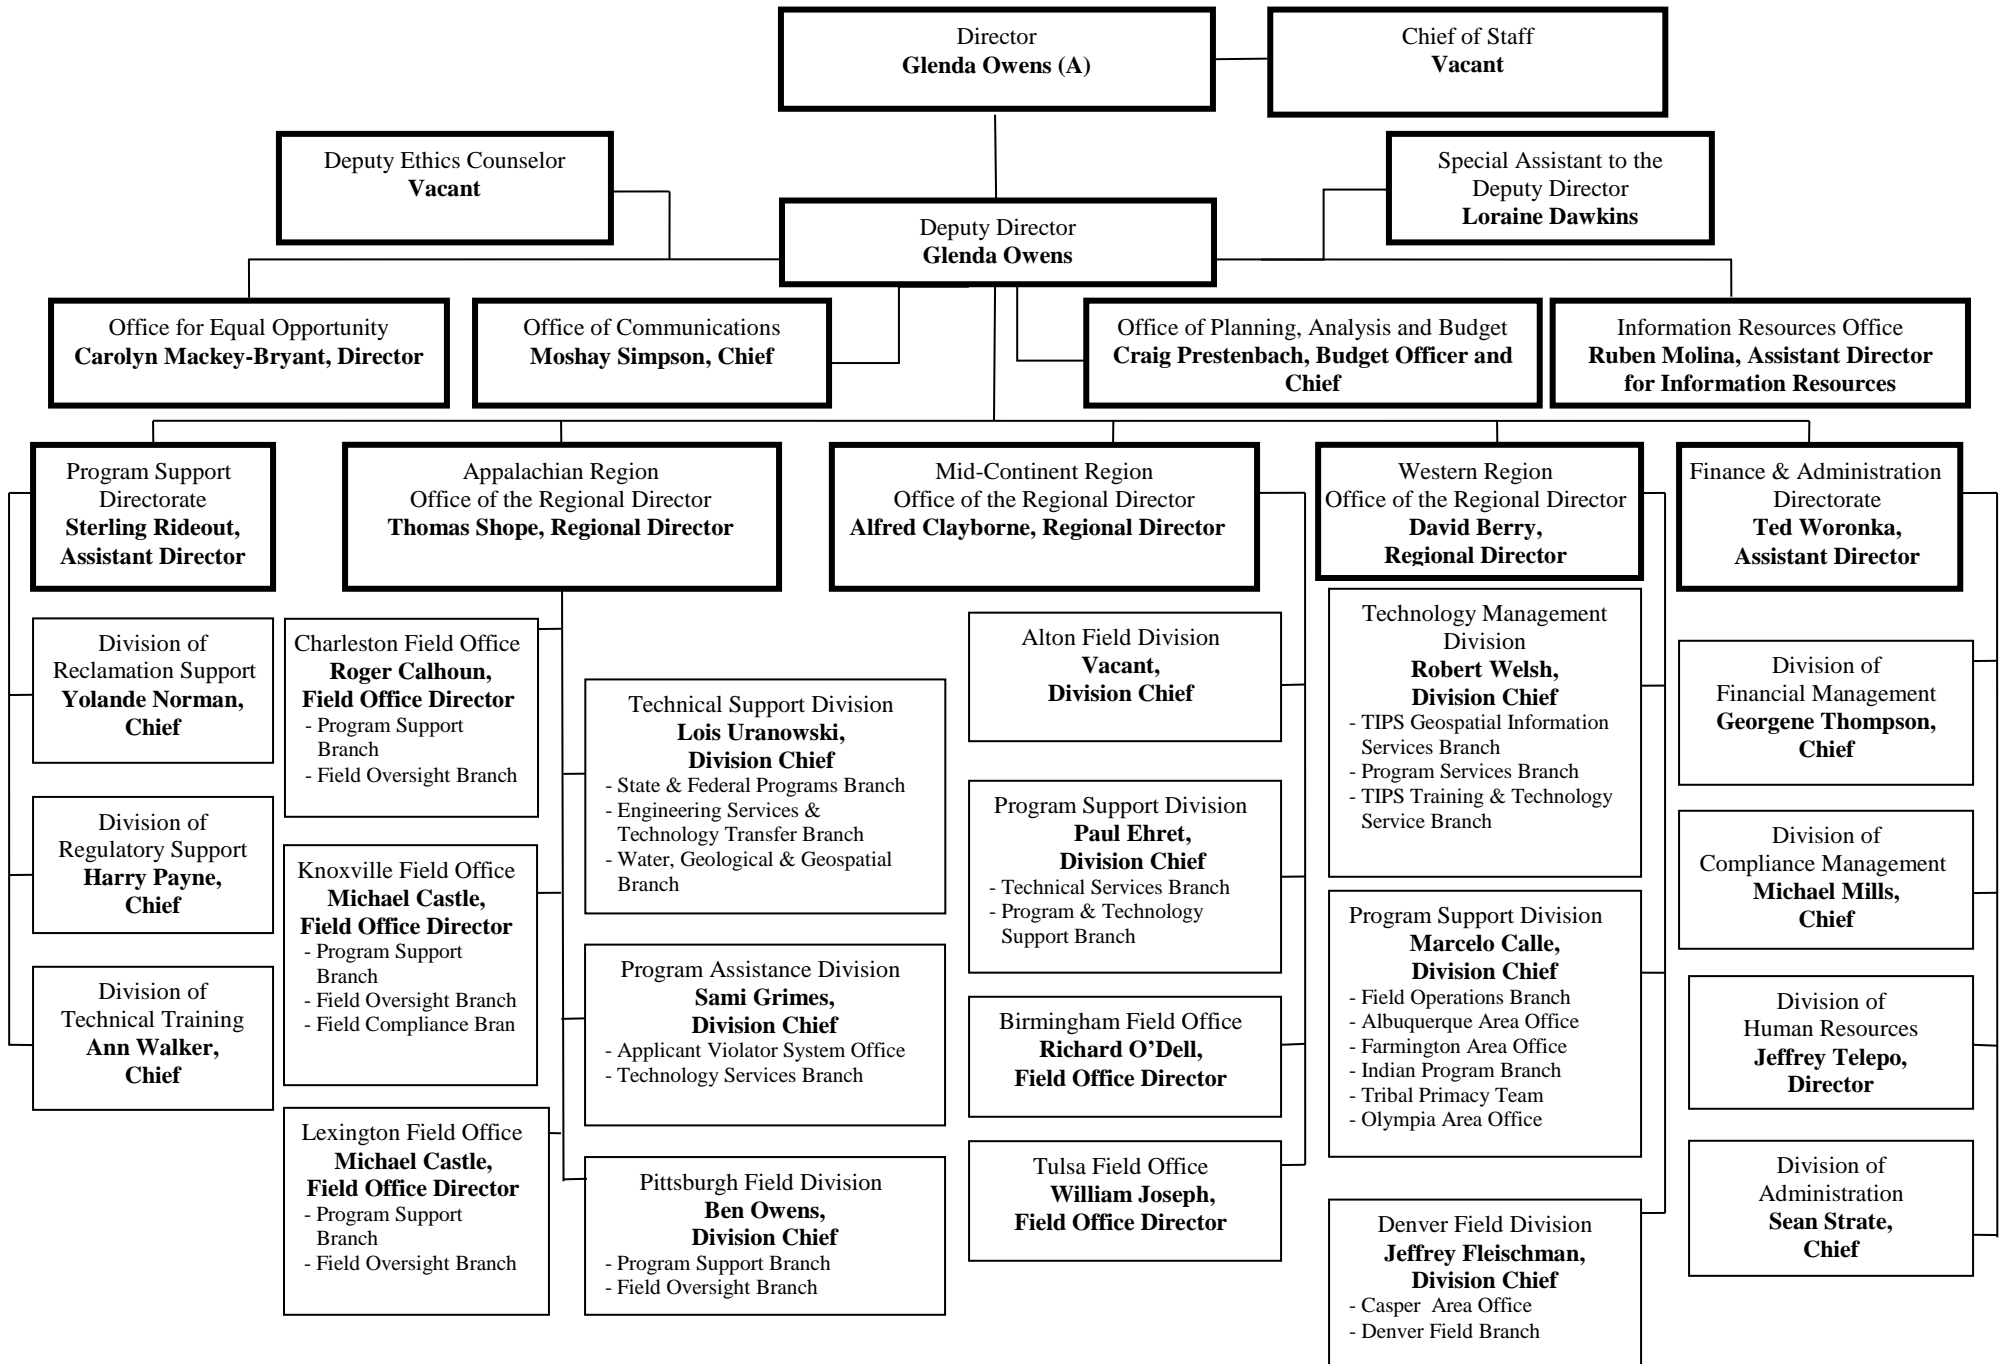 Director
Glenda Owens (A)
Chief of Staff
Vacant
Deputy Ethics Counselor
Vacant
Special Assistant to the
Deputy Director
Loraine Dawkins
Deputy Director
Glenda Owens
Office for Equal Opportunity
Carolyn Mackey-Bryant, Director
Office of Communications
Moshay Simpson, Chief
Office of Planning, Analysis and Budget
Craig Prestenbach, Budget Officer and
Chief
Information Resources Office
Ruben Molina, Assistant Director
for Information Resources
Program Support
Directorate
Sterling Rideout,
Assistant Director
Appalachian Region
Office of the Regional Director
Thomas Shope, Regional Director
Mid-Continent Region
Office of the Regional Director
Alfred Clayborne, Regional Director
Western Region
Office of the Regional Director
David Berry,
Regional Director
Finance & Administration
Directorate
Ted Woronka,
Assistant Director
Division of
Reclamation Support
Yolande Norman,
Chief
Division of
Regulatory Support
Harry Payne,
Chief
Division of
Technical Training
Ann Walker,
Chief
Charleston Field Office
Roger Calhoun,
Field Office Director
- Program Support
Branch
- Field Oversight Branch
Knoxville Field Office
Michael Castle,
Field Office Director
- Program Support
Branch
- Field Oversight Branch
- Field Compliance Bran
Lexington Field Office
Michael Castle,
Field Office Director
- Program Support
Branch
- Field Oversight Branch
Technical Support Division
Lois Uranowski,
Division Chief
- State & Federal Programs Branch
- Engineering Services &
Technology Transfer Branch
- Water, Geological & Geospatial
Branch
Program Assistance Division
Sami Grimes,
Division Chief
- Applicant Violator System Office
- Technology Services Branch
Pittsburgh Field Division
Ben Owens,
Division Chief
- Program Support Branch
- Field Oversight Branch
Alton Field Division
Vacant,
Division Chief
Program Support Division
Paul Ehret,
Division Chief
- Technical Services Branch
- Program & Technology
Support Branch
Birmingham Field Office
Richard O’Dell,
Field Office Director
Tulsa Field Office
William Joseph,
Field Office Director
Technology Management
Division
Robert Welsh,
Division Chief
- TIPS Geospatial Information
Services Branch
- Program Services Branch
- TIPS Training & Technology
Service Branch
Program Support Division
Marcelo Calle,
Division Chief
- Field Operations Branch
- Albuquerque Area Office
- Farmington Area Office
- Indian Program Branch
- Tribal Primacy Team
- Olympia Area Office
Denver Field Division
Jeffrey Fleischman,
Division Chief
- Casper Area Office
- Denver Field Branch
Division of
Financial Management
Georgene Thompson,
Chief
Division of
Compliance Management
Michael Mills,
Chief
Division of
Human Resources
Jeffrey Telepo,
Director
Division of
Administration
Sean Strate,
Chief